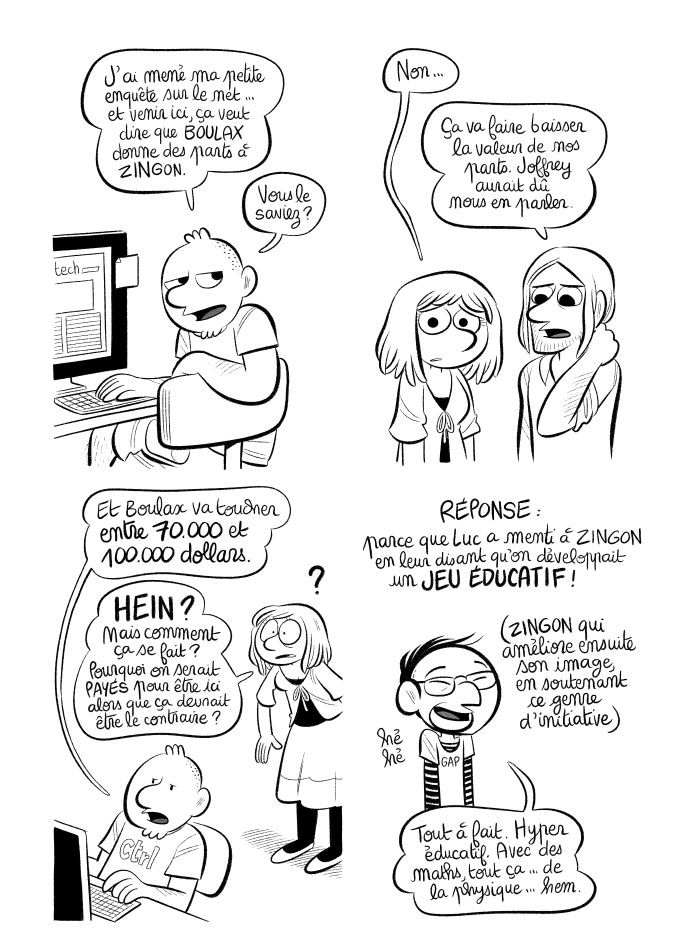 J'ai mené ma petite
enquête sur le net...
et venir ici, ça veut
dire que BOULAX
donne des parts à
ZINGON.
Vous le
saviez ?
tech
Non...
Ça va faire baisser
la valeur de nos
parts. Joffrey
aurait dû
nous en parler.
Et Boulax va toucher
entre 70.000 et
100.000 dollars.
HEIN ?
Mais comment
ça se fait ?
Pourquoi on serait
PAYÉS pour être ici
alors que ça devrait
être le contraire ?
?
Ctrl
RÉPONSE :
parce que Luc a menti à ZINGON
en leur disant qu'on développait
un JEU ÉDUCATIF !
(ZINGON qui
améliore ensuite
son image,
en soutenant
ce genre
d'initiative)
hé
hé
GAP
Tout à fait. Hyper
éducatif. Avec des
maths, tout ça... de
la physique... hem.